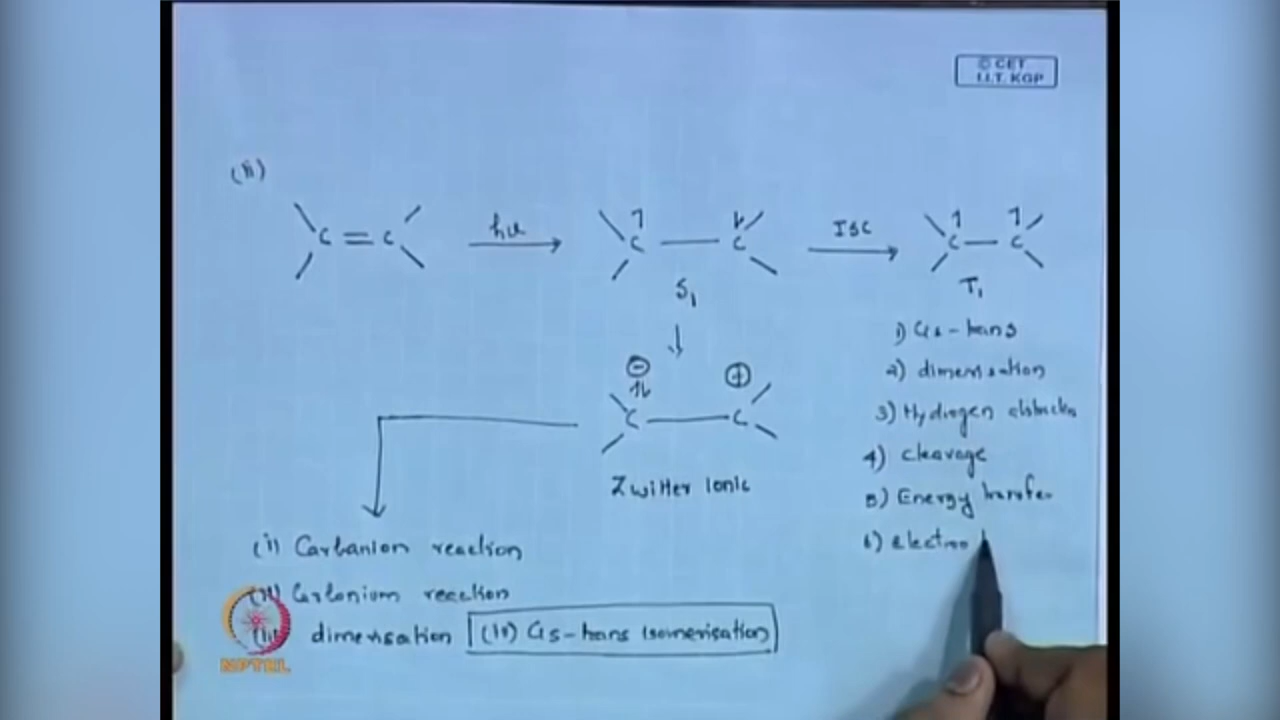 © CET
I.I.T. KGP
(ii)
C = C
hν
C — C
ISC
C — C
S1
T1
⊖
⊕
C — C
Zwitter Ionic
1) Cis-trans
2) dimerisation
3) Hydrogen
4) cleavage
5) Energy transfer
6) electron
(i) Carbanion reaction
(ii) Carbonium reaction
(iii) dimerisation (iv) Cis-trans Isomerisation
NPTEL